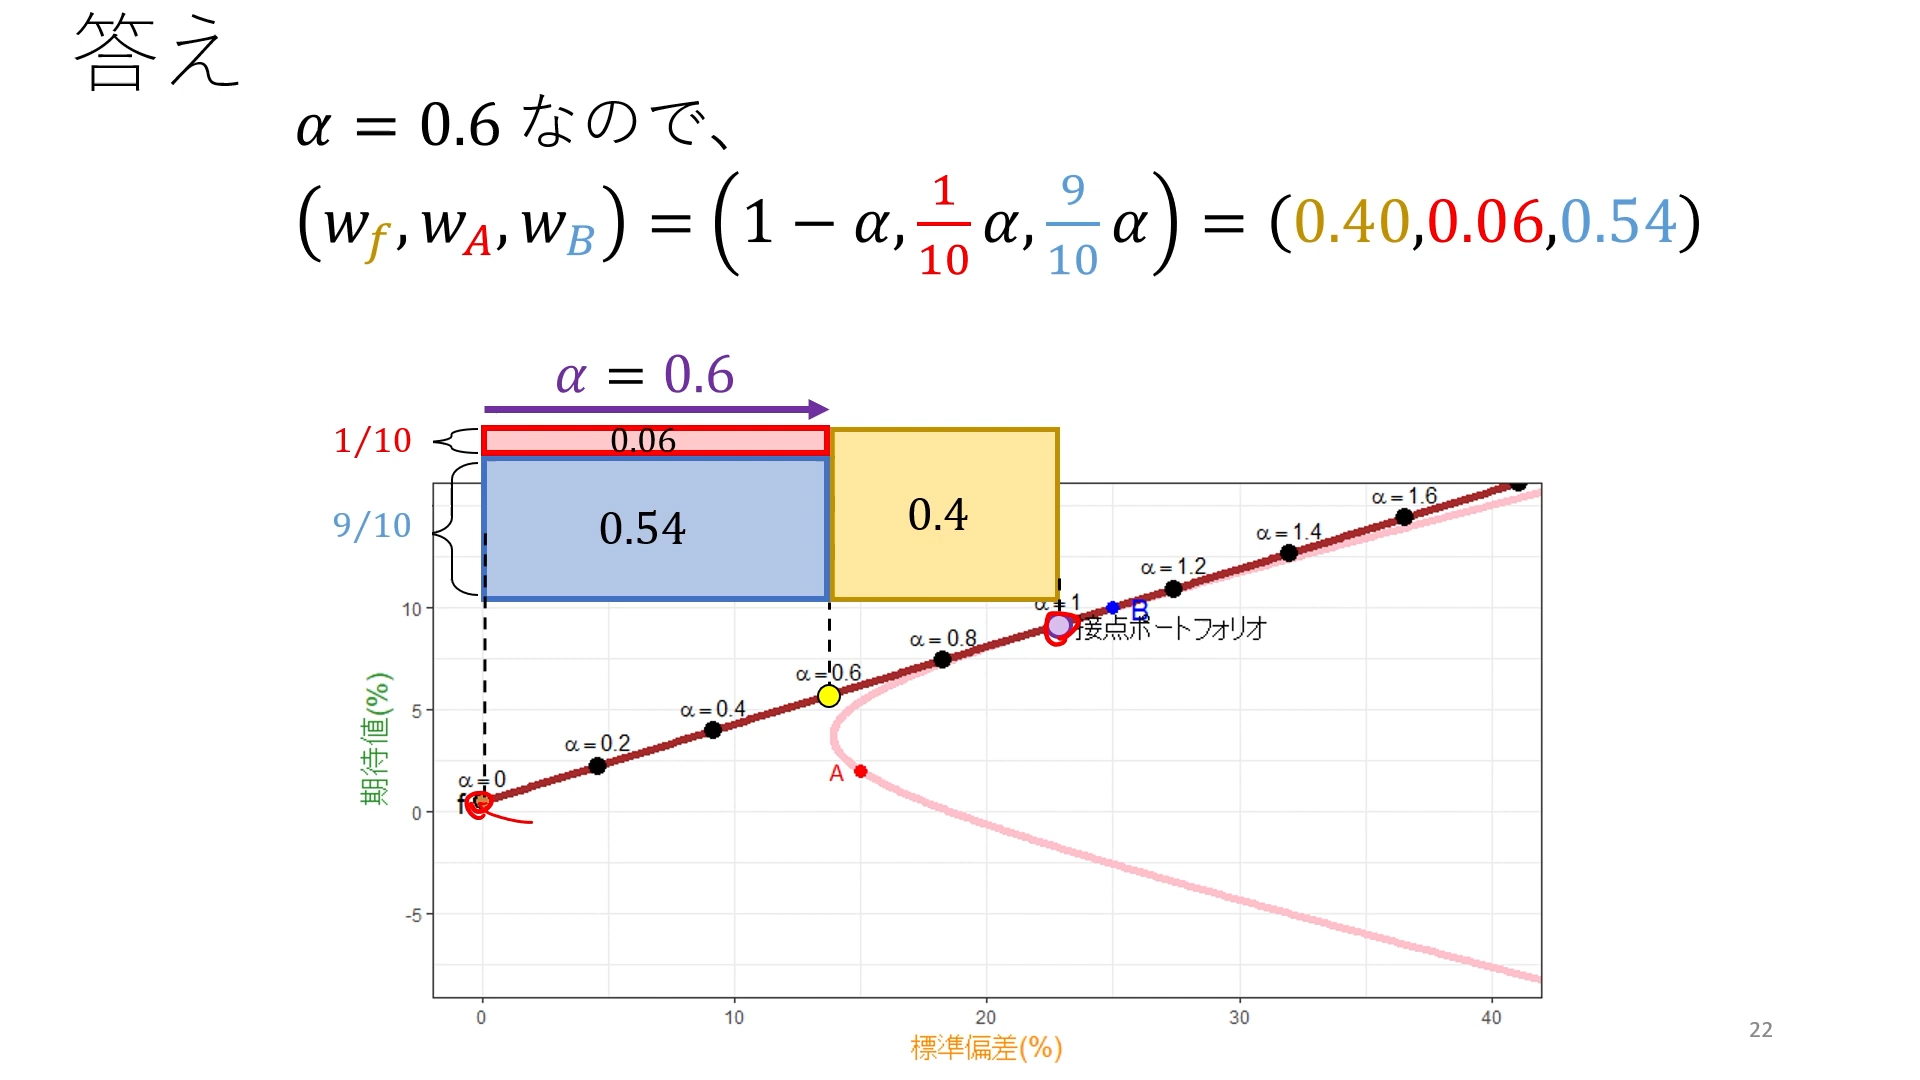 答え
α = 0.6 なので、
(w_f, w_A, w_B) = (1 − α, 1/10 α, 9/10 α) = (0.40,0.06,0.54)
α = 0.6
1/10
0.06
9/10
0.54
0.4
α = 1.6
α = 1.4
α = 1.2
α = 1
B
接点ポートフォリオ
α = 0.8
α = 0.6
α = 0.4
α = 0.2
α = 0
f
A
10
5
0
-5
期待値(%)
0
10
20
30
40
標準偏差(%)
22